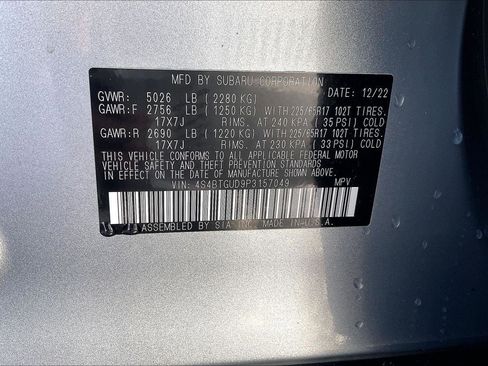 MFD BY SUBARU CORPORATION
GVWR: 5026 LB (2280 KG) DATE: 12/22
GAWR:F 2756 LB (1250 KG) WITH 225/65R17 102T TIRES.
17X7J RIMS. AT 240 KPA (35 PSI) COLD
GAWR:R 2690 LB (1220 KG) WITH 225/65R17 102T TIRES.
17X7J RIMS. AT 230 KPA (33 PSI) COLD
THIS VEHICLE CONFORMS TO ALL APPLICABLE FEDERAL MOTOR
VEHICLE SAFETY AND THEFT PREVENTION STANDARDS
IN EFFECT ON THE DATE OF MANUFACTURE SHOWN ABOVE.
VIN: 4S4BTGUD9P3157049 MPV
ASSEMBLED BY SIA, INC. MADE IN U.S.A.